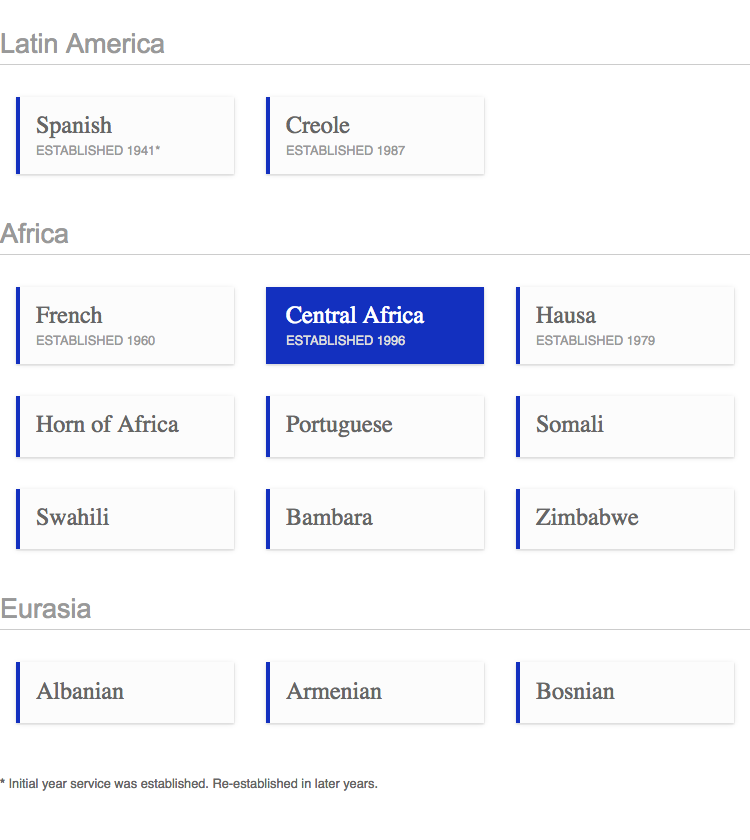 Latin America
Spanish
ESTABLISHED 1941*
Creole
ESTABLISHED 1987
Africa
French
ESTABLISHED 1960
Central Africa
ESTABLISHED 1996
Hausa
ESTABLISHED 1979
Horn of Africa
Portuguese
Somali
Swahili
Bambara
Zimbabwe
Eurasia
Albanian
Armenian
Bosnian
* Initial year service was established. Re-established in later years.